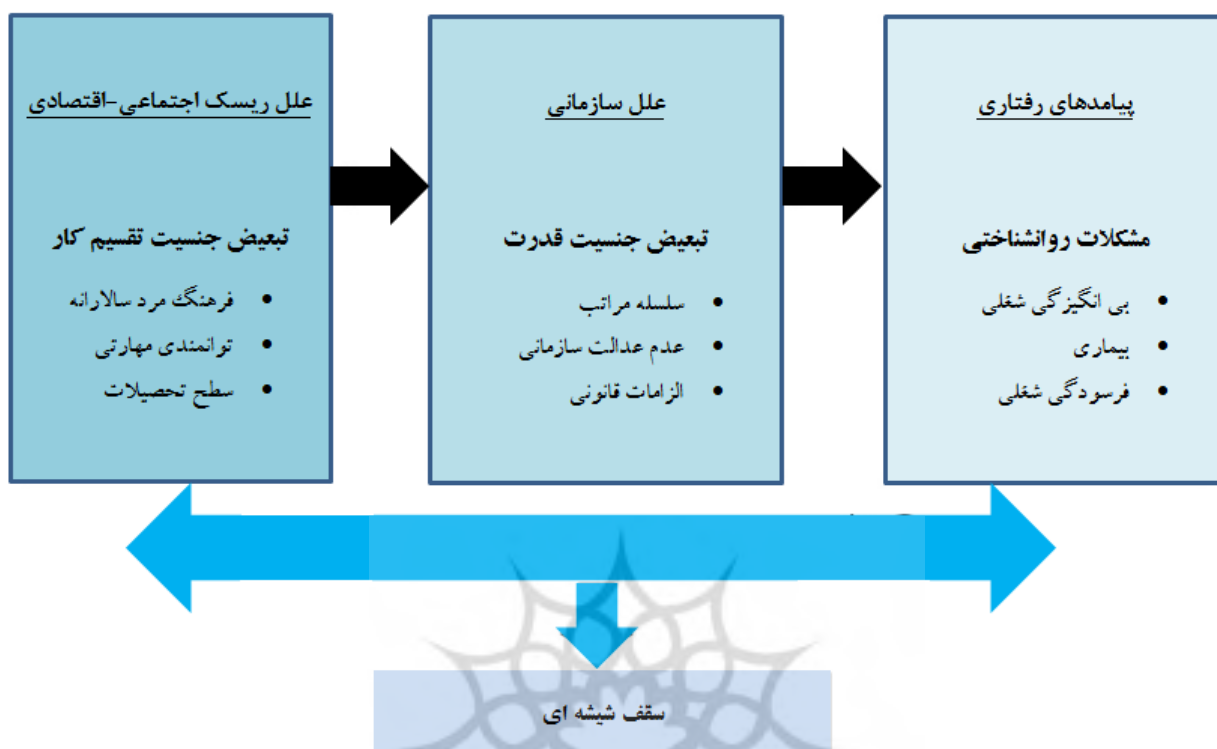 علل ریسک اجتماعی-اقتصادی
تبعیض جنسیت تقسیم کار
• فرهنگ مرد سالارانه
• توانمندی مهارتی
• سطح تحصیلات
علل سازمانی
تبعیض جنسیت قدرت
• سلسله مراتب
• عدم عدالت سازمانی
• الزامات قانونی
پیامدهای رفتاری
مشکلات روانشناختی
• بی انگیزگی شغلی
• بیماری
• فرسودگی شغلی
سقف شیشه ای